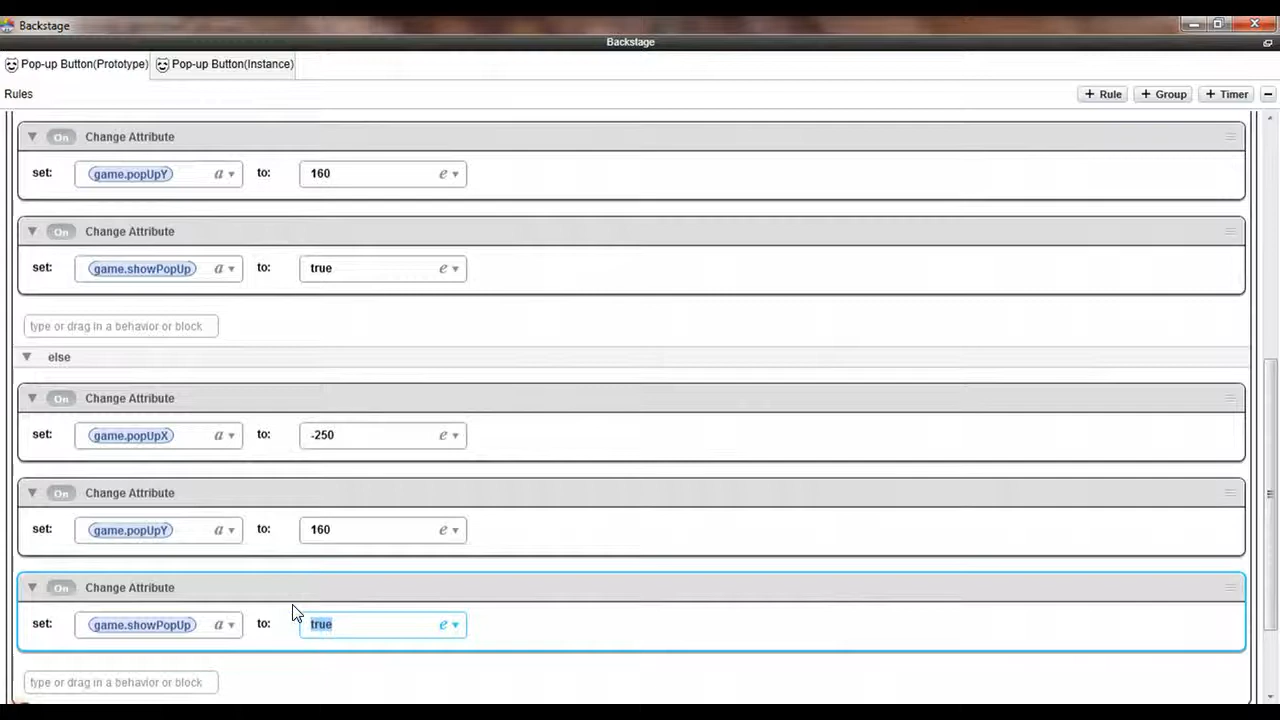 Backstage
Backstage
Pop-up Button(Prototype) Pop-up Button(Instance)
Rules + Rule + Group + Timer
On Change Attribute
set: game.popUpY a to: 160 e
On Change Attribute
set: game.showPopUp a to: true e
type or drag in a behavior or block
else
On Change Attribute
set: game.popUpX a to: -250 e
On Change Attribute
set: game.popUpY a to: 160 e
On Change Attribute
set: game.showPopUp a to: true e
type or drag in a behavior or block